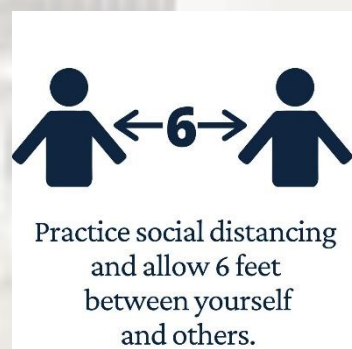 6
Practice social distancing
and allow 6 feet
between yourself
and others.